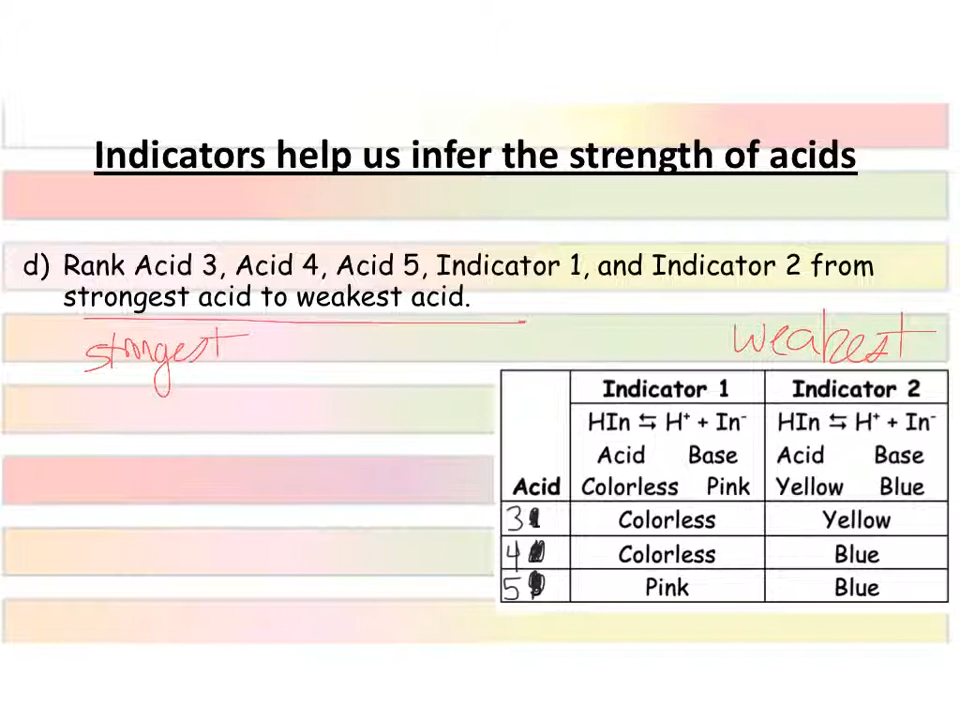 Indicators help us infer the strength of acids
d) Rank Acid 3, Acid 4, Acid 5, Indicator 1, and Indicator 2 from
strongest acid to weakest acid.
strongest weakest
Indicator 1 Indicator 2
HIn ⇆ H⁺ + In⁻ HIn ⇆ H⁺ + In⁻
Acid Base Acid Base
Acid Colorless Pink Yellow Blue
3 Colorless Yellow
4 Colorless Blue
5 Pink Blue